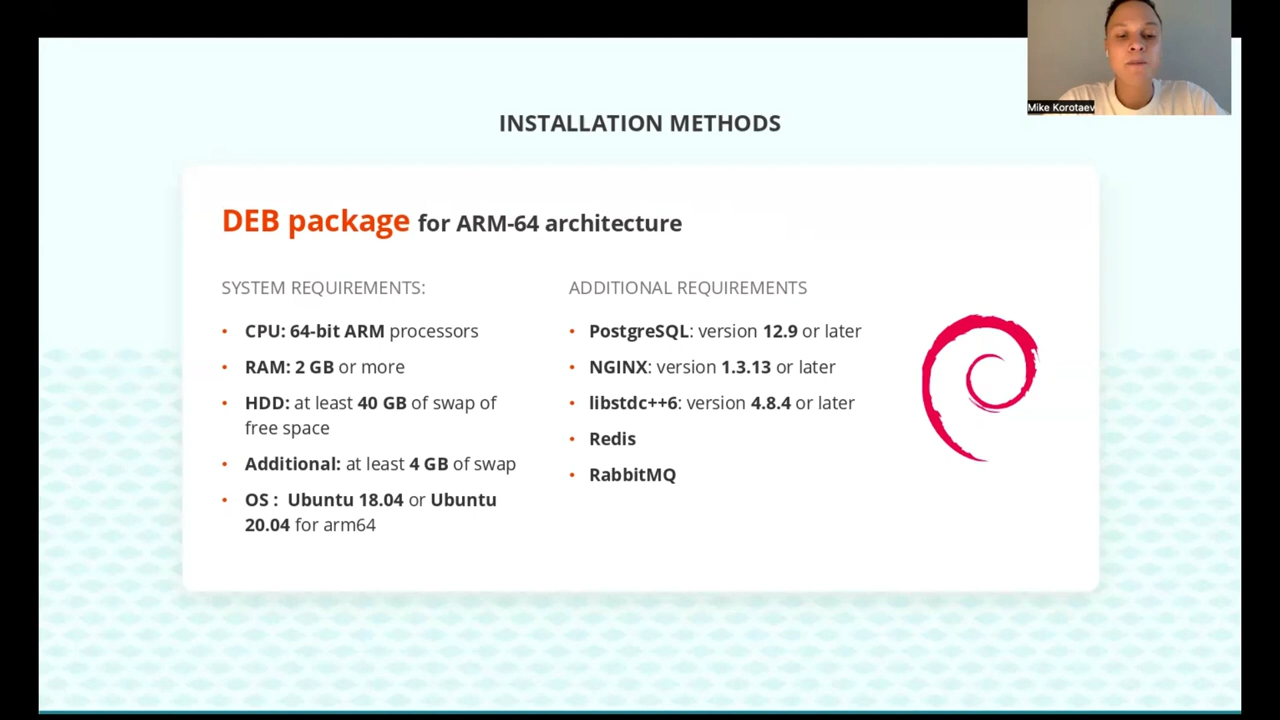 Mike Korotaev
INSTALLATION METHODS
DEB package for ARM-64 architecture
SYSTEM REQUIREMENTS:
• CPU: 64-bit ARM processors
• RAM: 2 GB or more
• HDD: at least 40 GB of swap of
free space
• Additional: at least 4 GB of swap
• OS : Ubuntu 18.04 or Ubuntu
20.04 for arm64
ADDITIONAL REQUIREMENTS
• PostgreSQL: version 12.9 or later
• NGINX: version 1.3.13 or later
• libstdc++6: version 4.8.4 or later
• Redis
• RabbitMQ